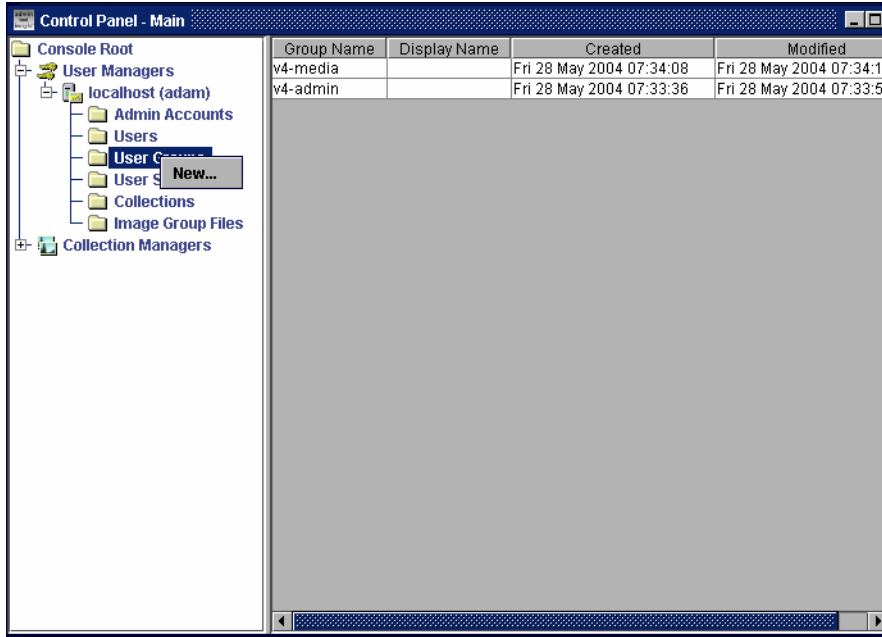 Control Panel - Main
Console Root
User Managers
localhost (adam)
Admin Accounts
Users
User
New...
User S
Collections
Image Group Files
Collection Managers
Group Name Display Name Created Modified
v4-media Fri 28 May 2004 07:34:08 Fri 28 May 2004 07:34:1
v4-admin Fri 28 May 2004 07:33:36 Fri 28 May 2004 07:33:5